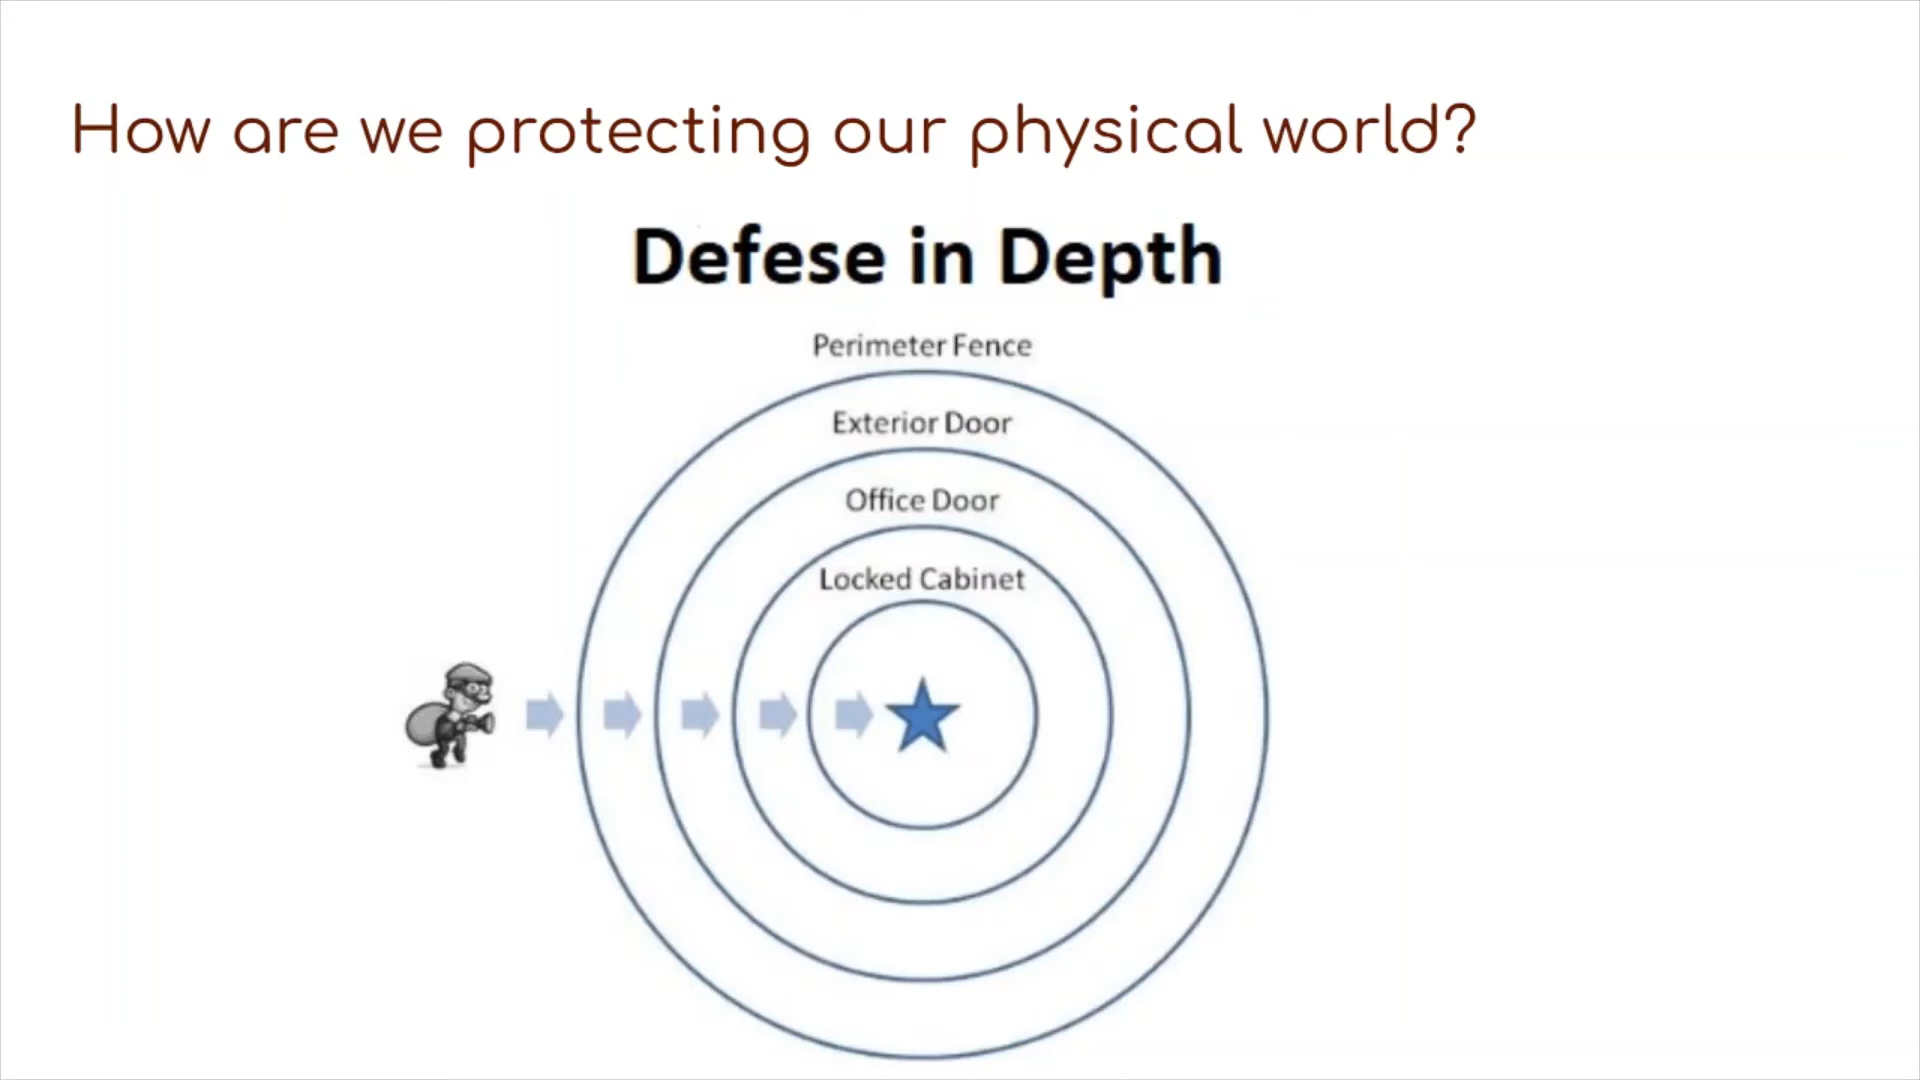 How are we protecting our physical world?
Defese in Depth
Perimeter Fence
Exterior Door
Office Door
Locked Cabinet